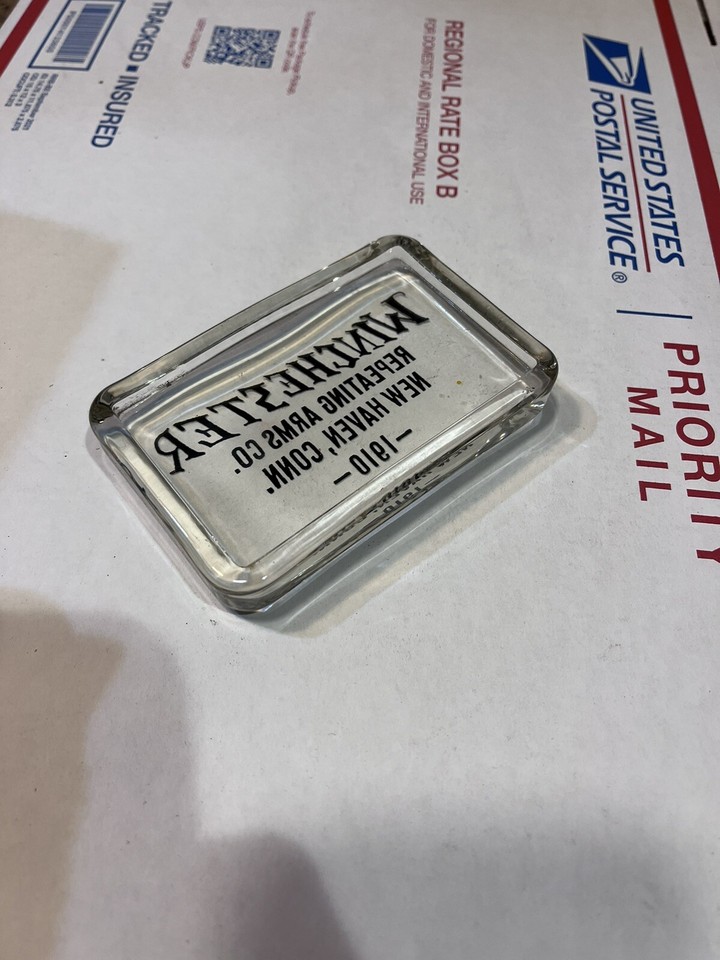 WINCHESTER
REPEATING ARMS CO.
NEW HAVEN, CONN.
—1910—
UNITED STATES
POSTAL SERVICE®
PRIORITY
MAIL
REGIONAL RATE BOX B
FOR DOMESTIC AND INTERNATIONAL USE
TRACKED ■ INSURED